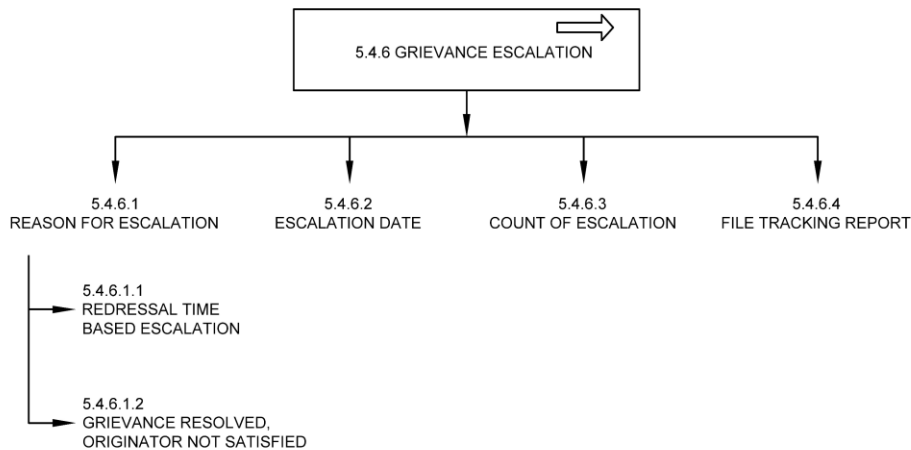 5.4.6 GRIEVANCE ESCALATION
5.4.6.1
REASON FOR ESCALATION
5.4.6.2
ESCALATION DATE
5.4.6.3
COUNT OF ESCALATION
5.4.6.4
FILE TRACKING REPORT
5.4.6.1.1
REDRESSAL TIME
BASED ESCALATION
5.4.6.1.2
GRIEVANCE RESOLVED,
ORIGINATOR NOT SATISFIED